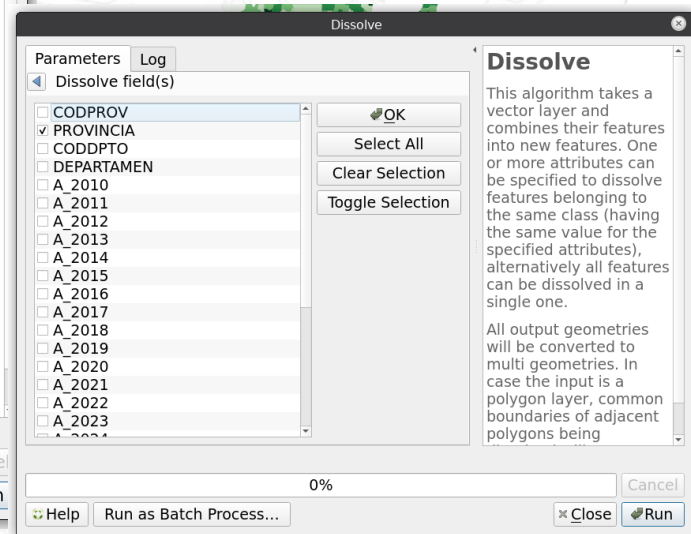 Dissolve
Parameters
Log
Dissolve field(s)
CODPROV
PROVINCIA
CODDPTO
DEPARTAMEN
A_2010
A_2011
A_2012
A_2013
A_2014
A_2015
A_2016
A_2017
A_2018
A_2019
A_2020
A_2021
A_2022
A_2023
OK
Select All
Clear Selection
Toggle Selection
Dissolve
This algorithm takes a
vector layer and
combines their features
into new features. One
or more attributes can
be specified to dissolve
features belonging to
the same class (having
the same value for the
specified attributes),
alternatively all features
can be dissolved in a
single one.
All output geometries
will be converted to
multi geometries. In
case the input is a
polygon layer, common
boundaries of adjacent
polygons being
0%
Cancel
Help
Run as Batch Process...
Close
Run